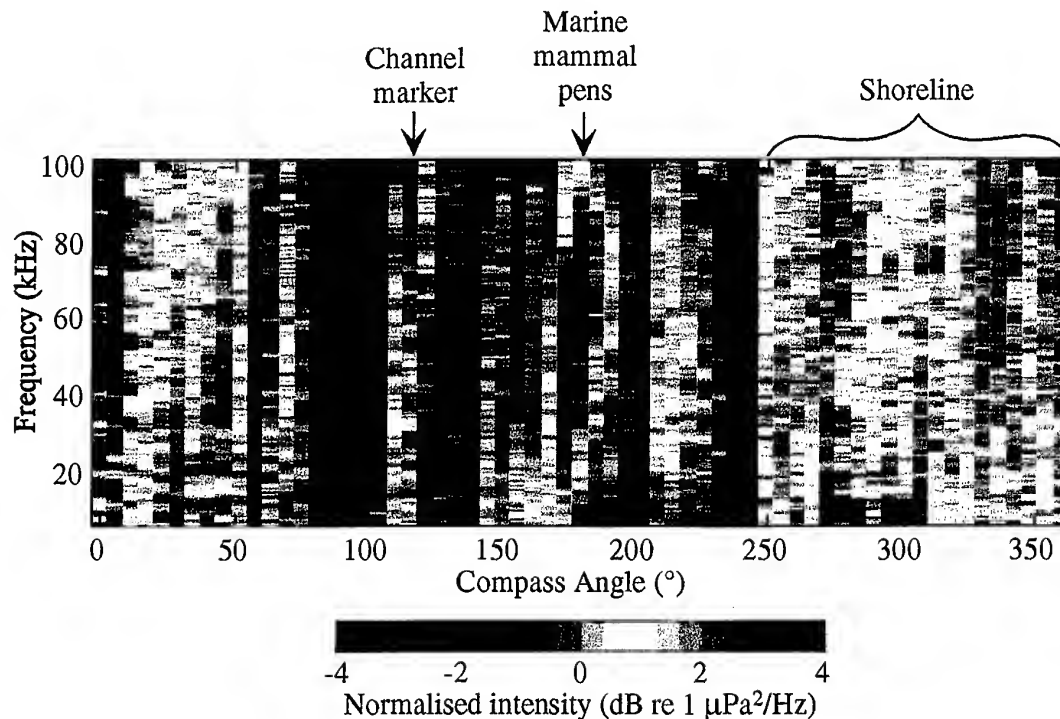 Channel
marker
Marine
mammal
pens
Shoreline
100
80
60
40
20
Frequency (kHz)
0 50 100 150 200 250 300 350
Compass Angle (°)
-4 -2 0 2 4
Normalised intensity (dB re 1 μPa²/Hz)